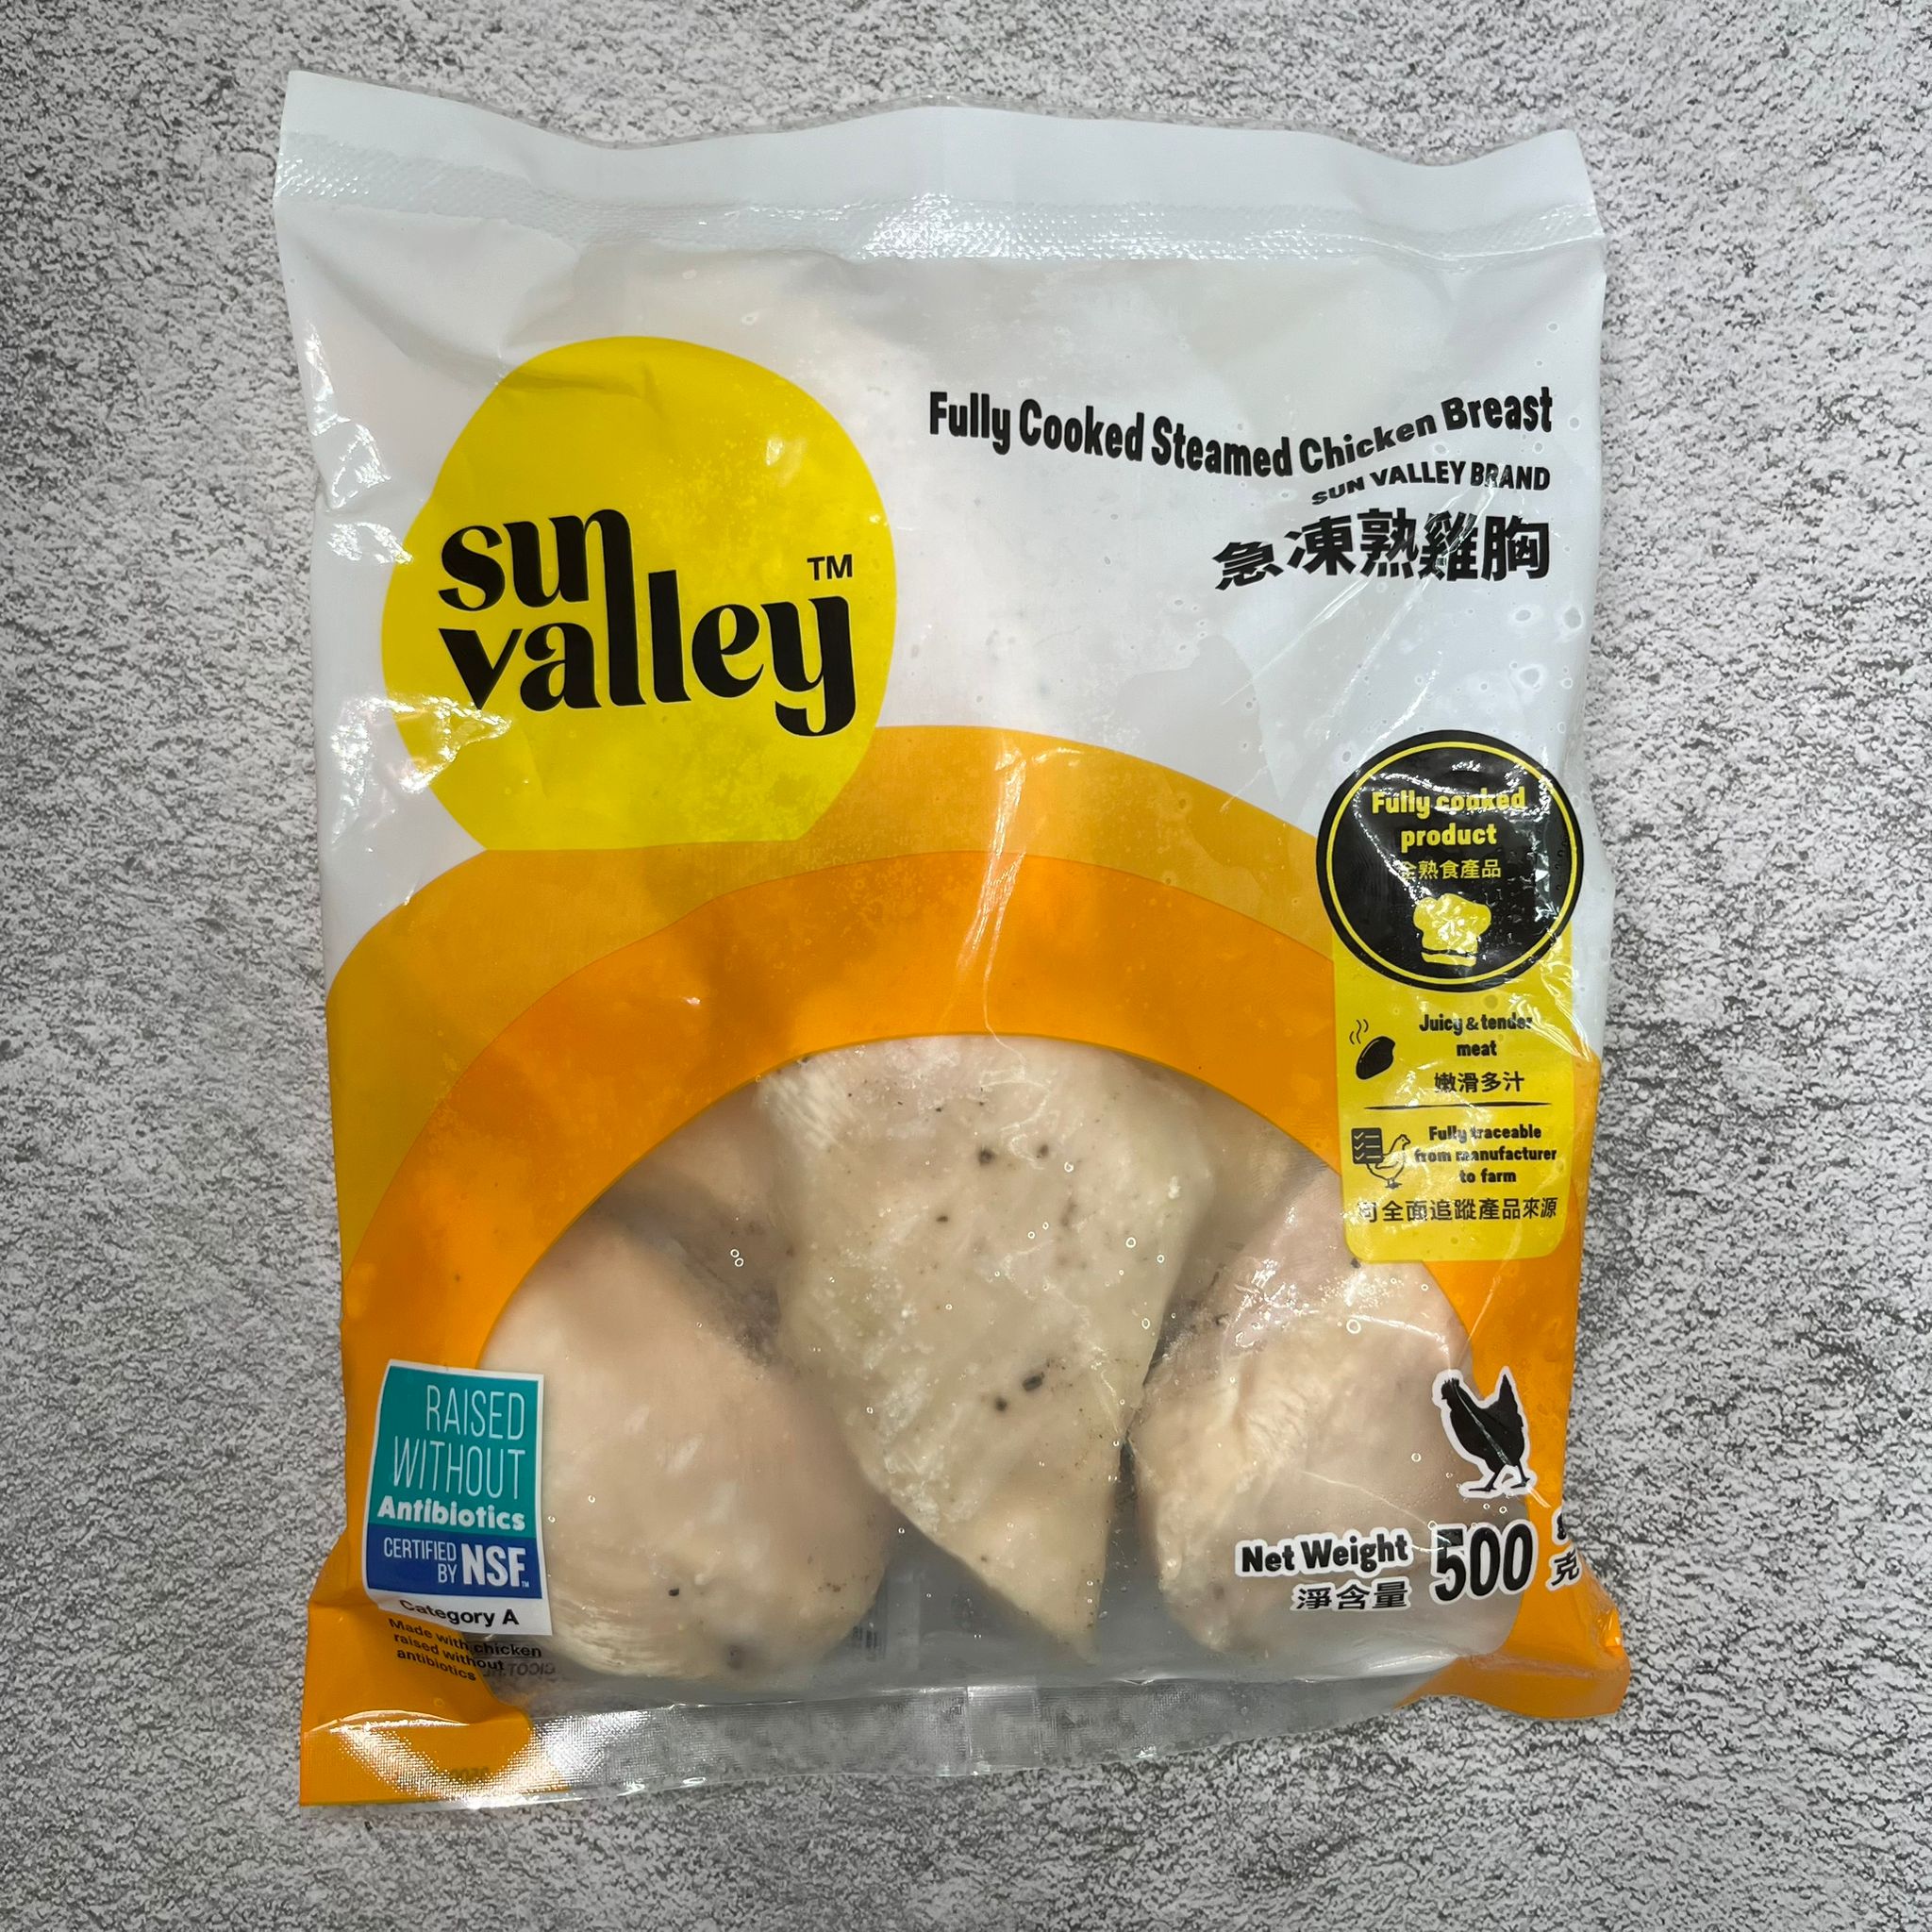 sun
valley
TM
Fully Cooked Steamed Chicken Breast
SUN VALLEY BRAND
急凍熟雞胸
Fully cooked
product
全熟食產品
Juicy & tender
meat
嫩滑多汁
Fully traceable
from manufacturer
to farm
可全面追蹤產品來源
RAISED
WITHOUT
Antibiotics
CERTIFIED
BY NSF
Category A
Made with chicken
raised without
antibiotics
Net Weight 500
淨含量 克